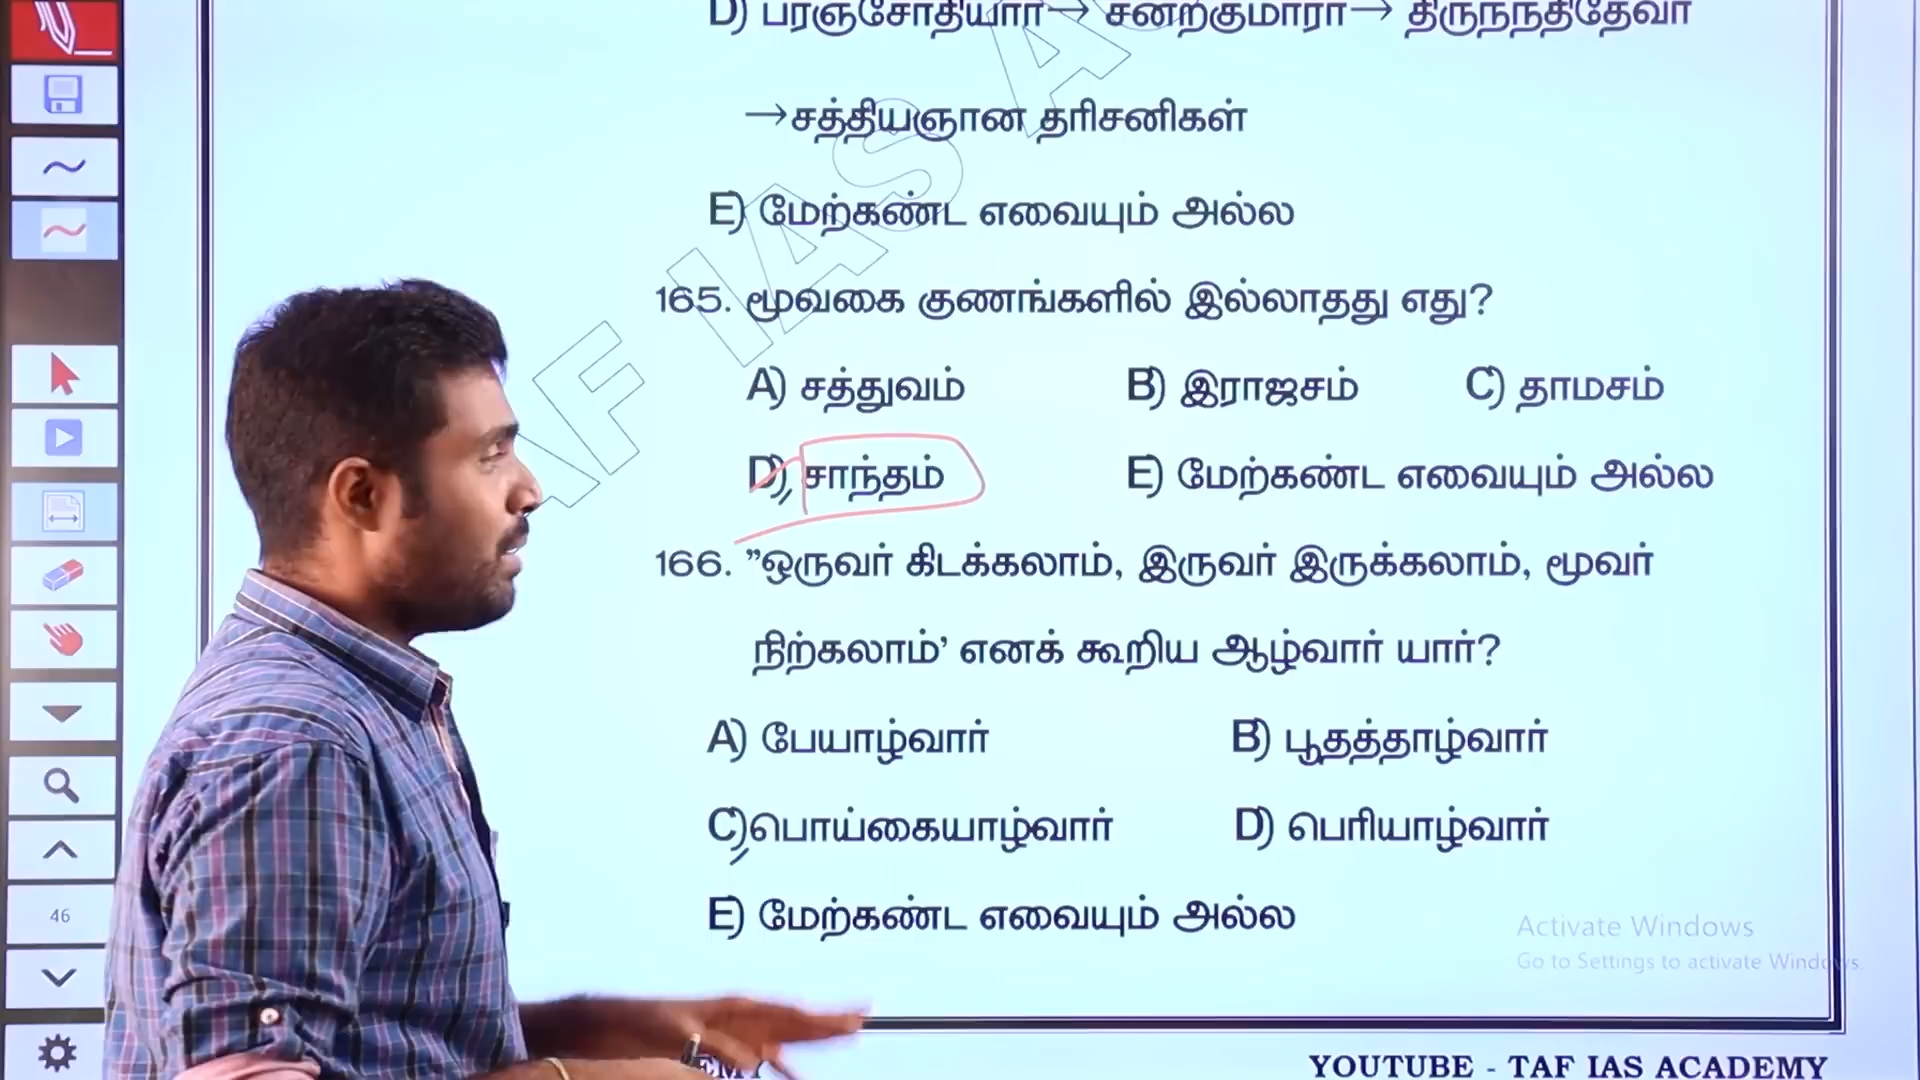 D) பரஞ்சோதியார்→ சனற்குமாரர்→ திருநந்திதேவர்
→சத்தியஞான தரிசனிகள்
E) மேற்கண்ட எவையும் அல்ல
165. மூவகை குணங்களில் இல்லாதது எது?
A) சத்துவம் B) இராஜசம் C) தாமசம்
D) சாந்தம் E) மேற்கண்ட எவையும் அல்ல
166. ”ஒருவர் கிடக்கலாம், இருவர் இருக்கலாம், மூவர்
நிற்கலாம்’ எனக் கூறிய ஆழ்வார் யார்?
A) பேயாழ்வார் B) பூதத்தாழ்வார்
C)பொய்கையாழ்வார் D) பெரியாழ்வார்
E) மேற்கண்ட எவையும் அல்ல
46
Activate Windows
Go to Settings to activate Windows.
YOUTUBE - TAF IAS ACADEMY